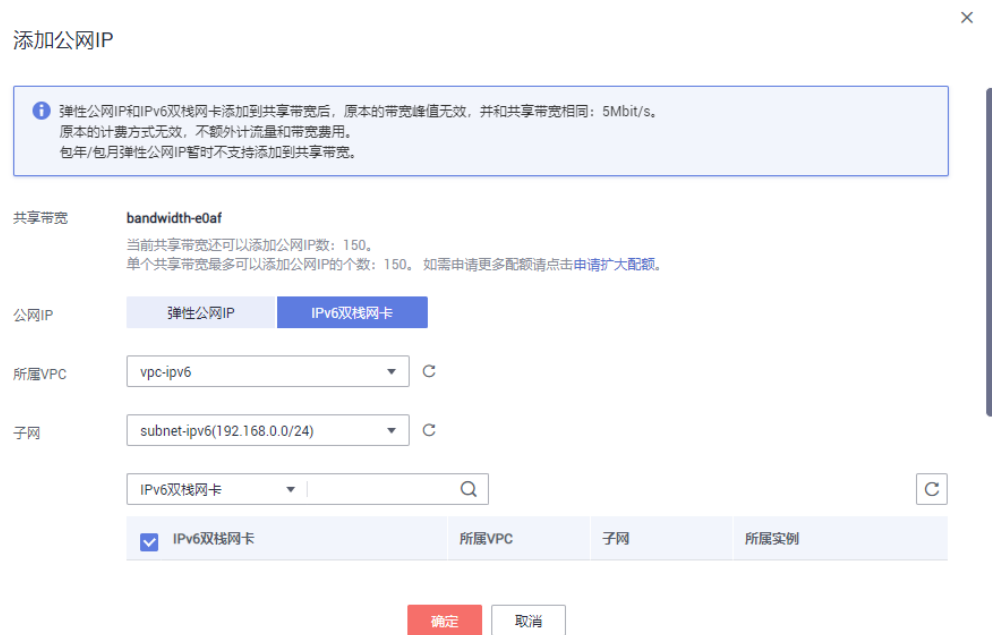 添加公网IP
弹性公网IP和IPv6双栈网卡添加到共享带宽后，原本的带宽峰值无效，并和共享带宽相同：5Mbit/s。
原本的计费方式无效，不额外计流量和带宽费用。
包年/包月弹性公网IP暂时不支持添加到共享带宽。
共享带宽 bandwidth-e0af
当前共享带宽还可以添加公网IP数：150。
单个共享带宽最多可以添加公网IP的个数：150。 如需申请更多配额请点击申请扩大配额。
公网IP 弹性公网IP IPv6双栈网卡
所属VPC vpc-ipv6
子网 subnet-ipv6(192.168.0.0/24)
IPv6双栈网卡
IPv6双栈网卡 所属VPC 子网 所属实例
确定 取消